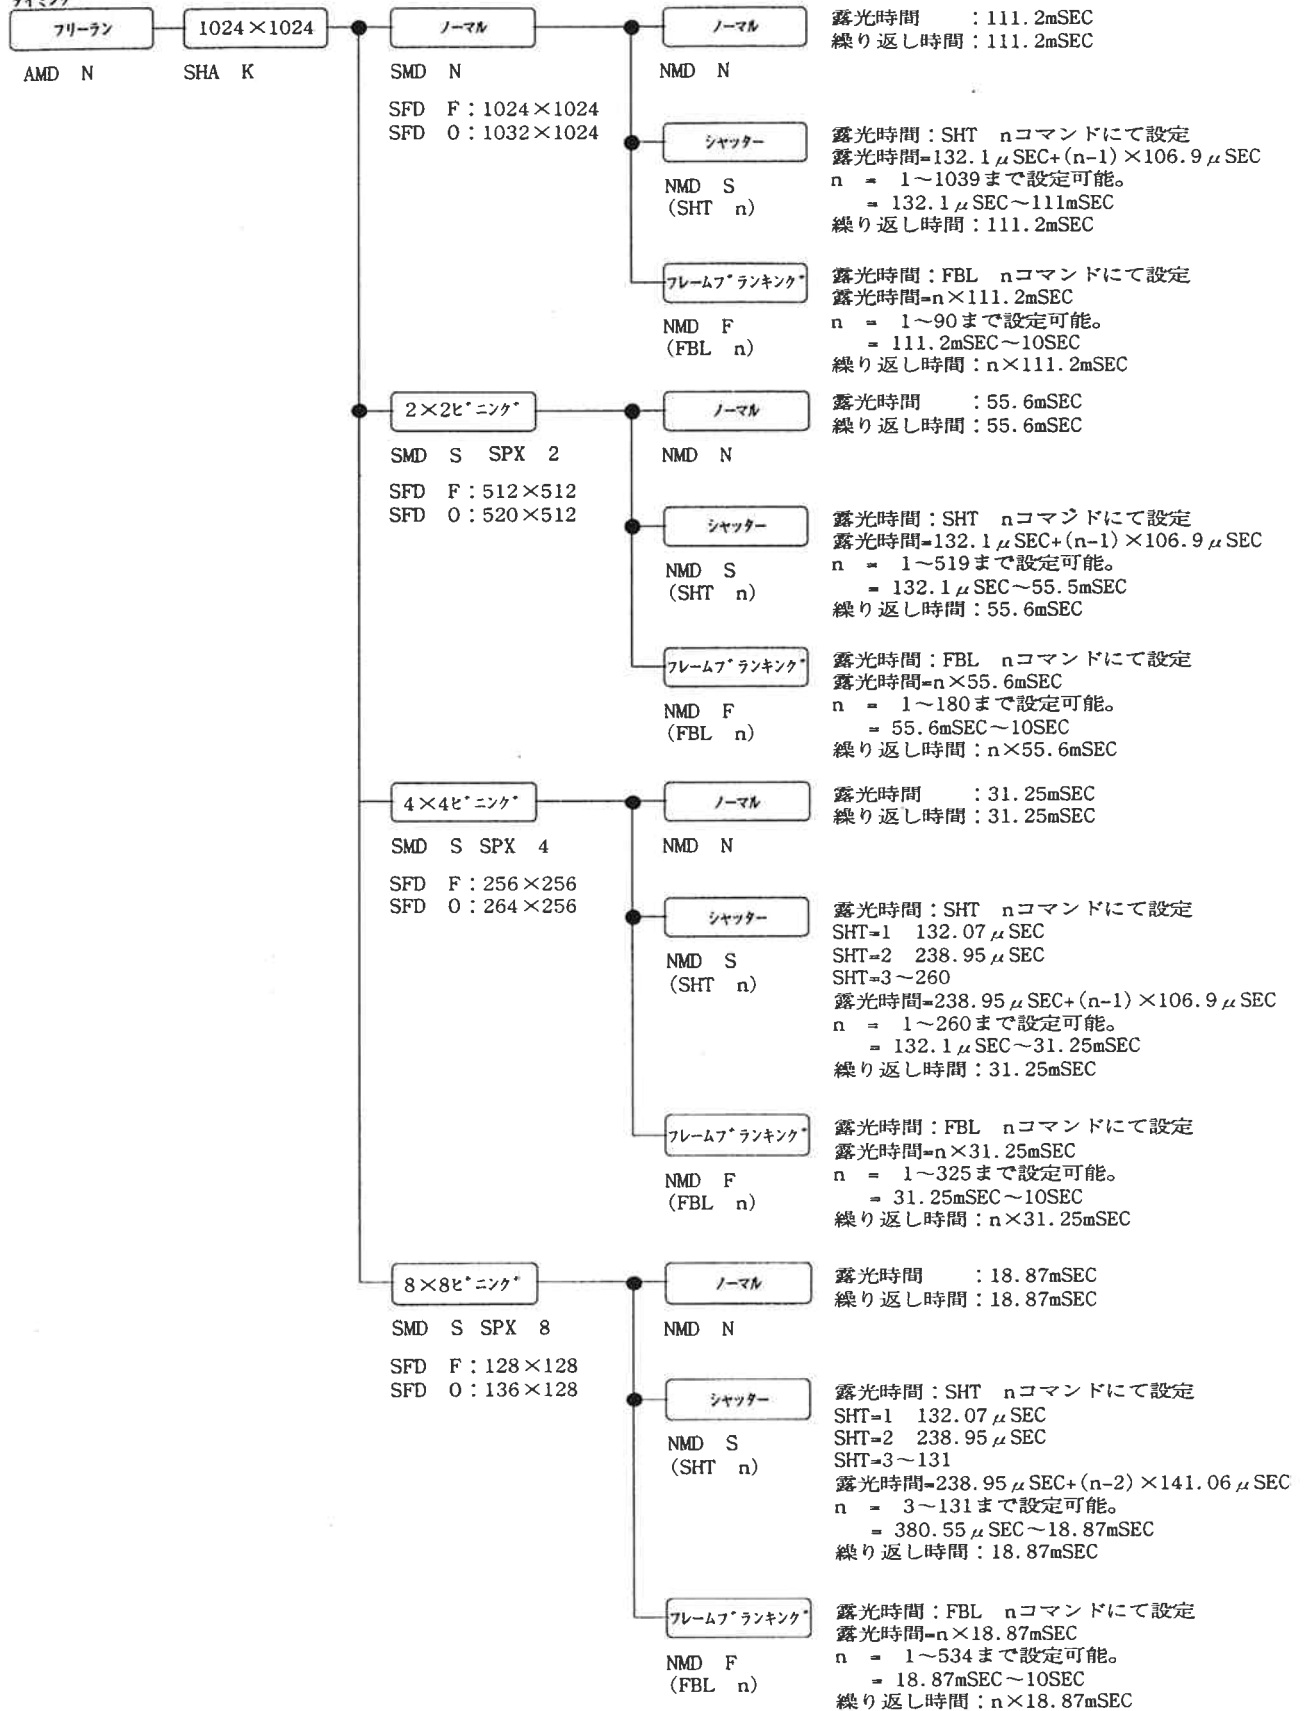 タイミング
フリーラン
1024×1024
ノーマル
ノーマル
露光時間　　：111.2mSEC
繰り返し時間：111.2mSEC
AMD N
SHA K
SMD N
NMD N
SFD F：1024×1024
SFD O：1032×1024
シャッター
露光時間：SHT nコマンドにて設定
露光時間=132.1μSEC+(n-1)×106.9μSEC
n = 1〜1039まで設定可能。
= 132.1μSEC〜111mSEC
繰り返し時間：111.2mSEC
NMD S
(SHT n)
フレームブランキング
露光時間：FBL nコマンドにて設定
露光時間=n×111.2mSEC
n = 1〜90まで設定可能。
= 111.2mSEC〜10SEC
繰り返し時間：n×111.2mSEC
NMD F
(FBL n)
2×2ビニング
ノーマル
露光時間　　：55.6mSEC
繰り返し時間：55.6mSEC
SMD S SPX 2
NMD N
SFD F：512×512
SFD O：520×512
シャッター
露光時間：SHT nコマンドにて設定
露光時間=132.1μSEC+(n-1)×106.9μSEC
n = 1〜519まで設定可能。
= 132.1μSEC〜55.5mSEC
繰り返し時間：55.6mSEC
NMD S
(SHT n)
フレームブランキング
露光時間：FBL nコマンドにて設定
露光時間=n×55.6mSEC
n = 1〜180まで設定可能。
= 55.6mSEC〜10SEC
繰り返し時間：n×55.6mSEC
NMD F
(FBL n)
4×4ビニング
ノーマル
露光時間　　：31.25mSEC
繰り返し時間：31.25mSEC
SMD S SPX 4
NMD N
SFD F：256×256
SFD O：264×256
シャッター
露光時間：SHT nコマンドにて設定
SHT=1 132.07μSEC
SHT=2 238.95μSEC
SHT=3〜260
露光時間=238.95μSEC+(n-1)×106.9μSEC
n = 1〜260まで設定可能。
= 132.1μSEC〜31.25mSEC
繰り返し時間：31.25mSEC
NMD S
(SHT n)
フレームブランキング
露光時間：FBL nコマンドにて設定
露光時間=n×31.25mSEC
n = 1〜325まで設定可能。
= 31.25mSEC〜10SEC
繰り返し時間：n×31.25mSEC
NMD F
(FBL n)
8×8ビニング
ノーマル
露光時間　　：18.87mSEC
繰り返し時間：18.87mSEC
SMD S SPX 8
NMD N
SFD F：128×128
SFD O：136×128
シャッター
露光時間：SHT nコマンドにて設定
SHT=1 132.07μSEC
SHT=2 238.95μSEC
SHT=3〜131
露光時間=238.95μSEC+(n-2)×141.06μSEC
n = 3〜131まで設定可能。
= 380.55μSEC〜18.87mSEC
繰り返し時間：18.87mSEC
NMD S
(SHT n)
フレームブランキング
露光時間：FBL nコマンドにて設定
露光時間=n×18.87mSEC
n = 1〜534まで設定可能。
= 18.87mSEC〜10SEC
繰り返し時間：n×18.87mSEC
NMD F
(FBL n)